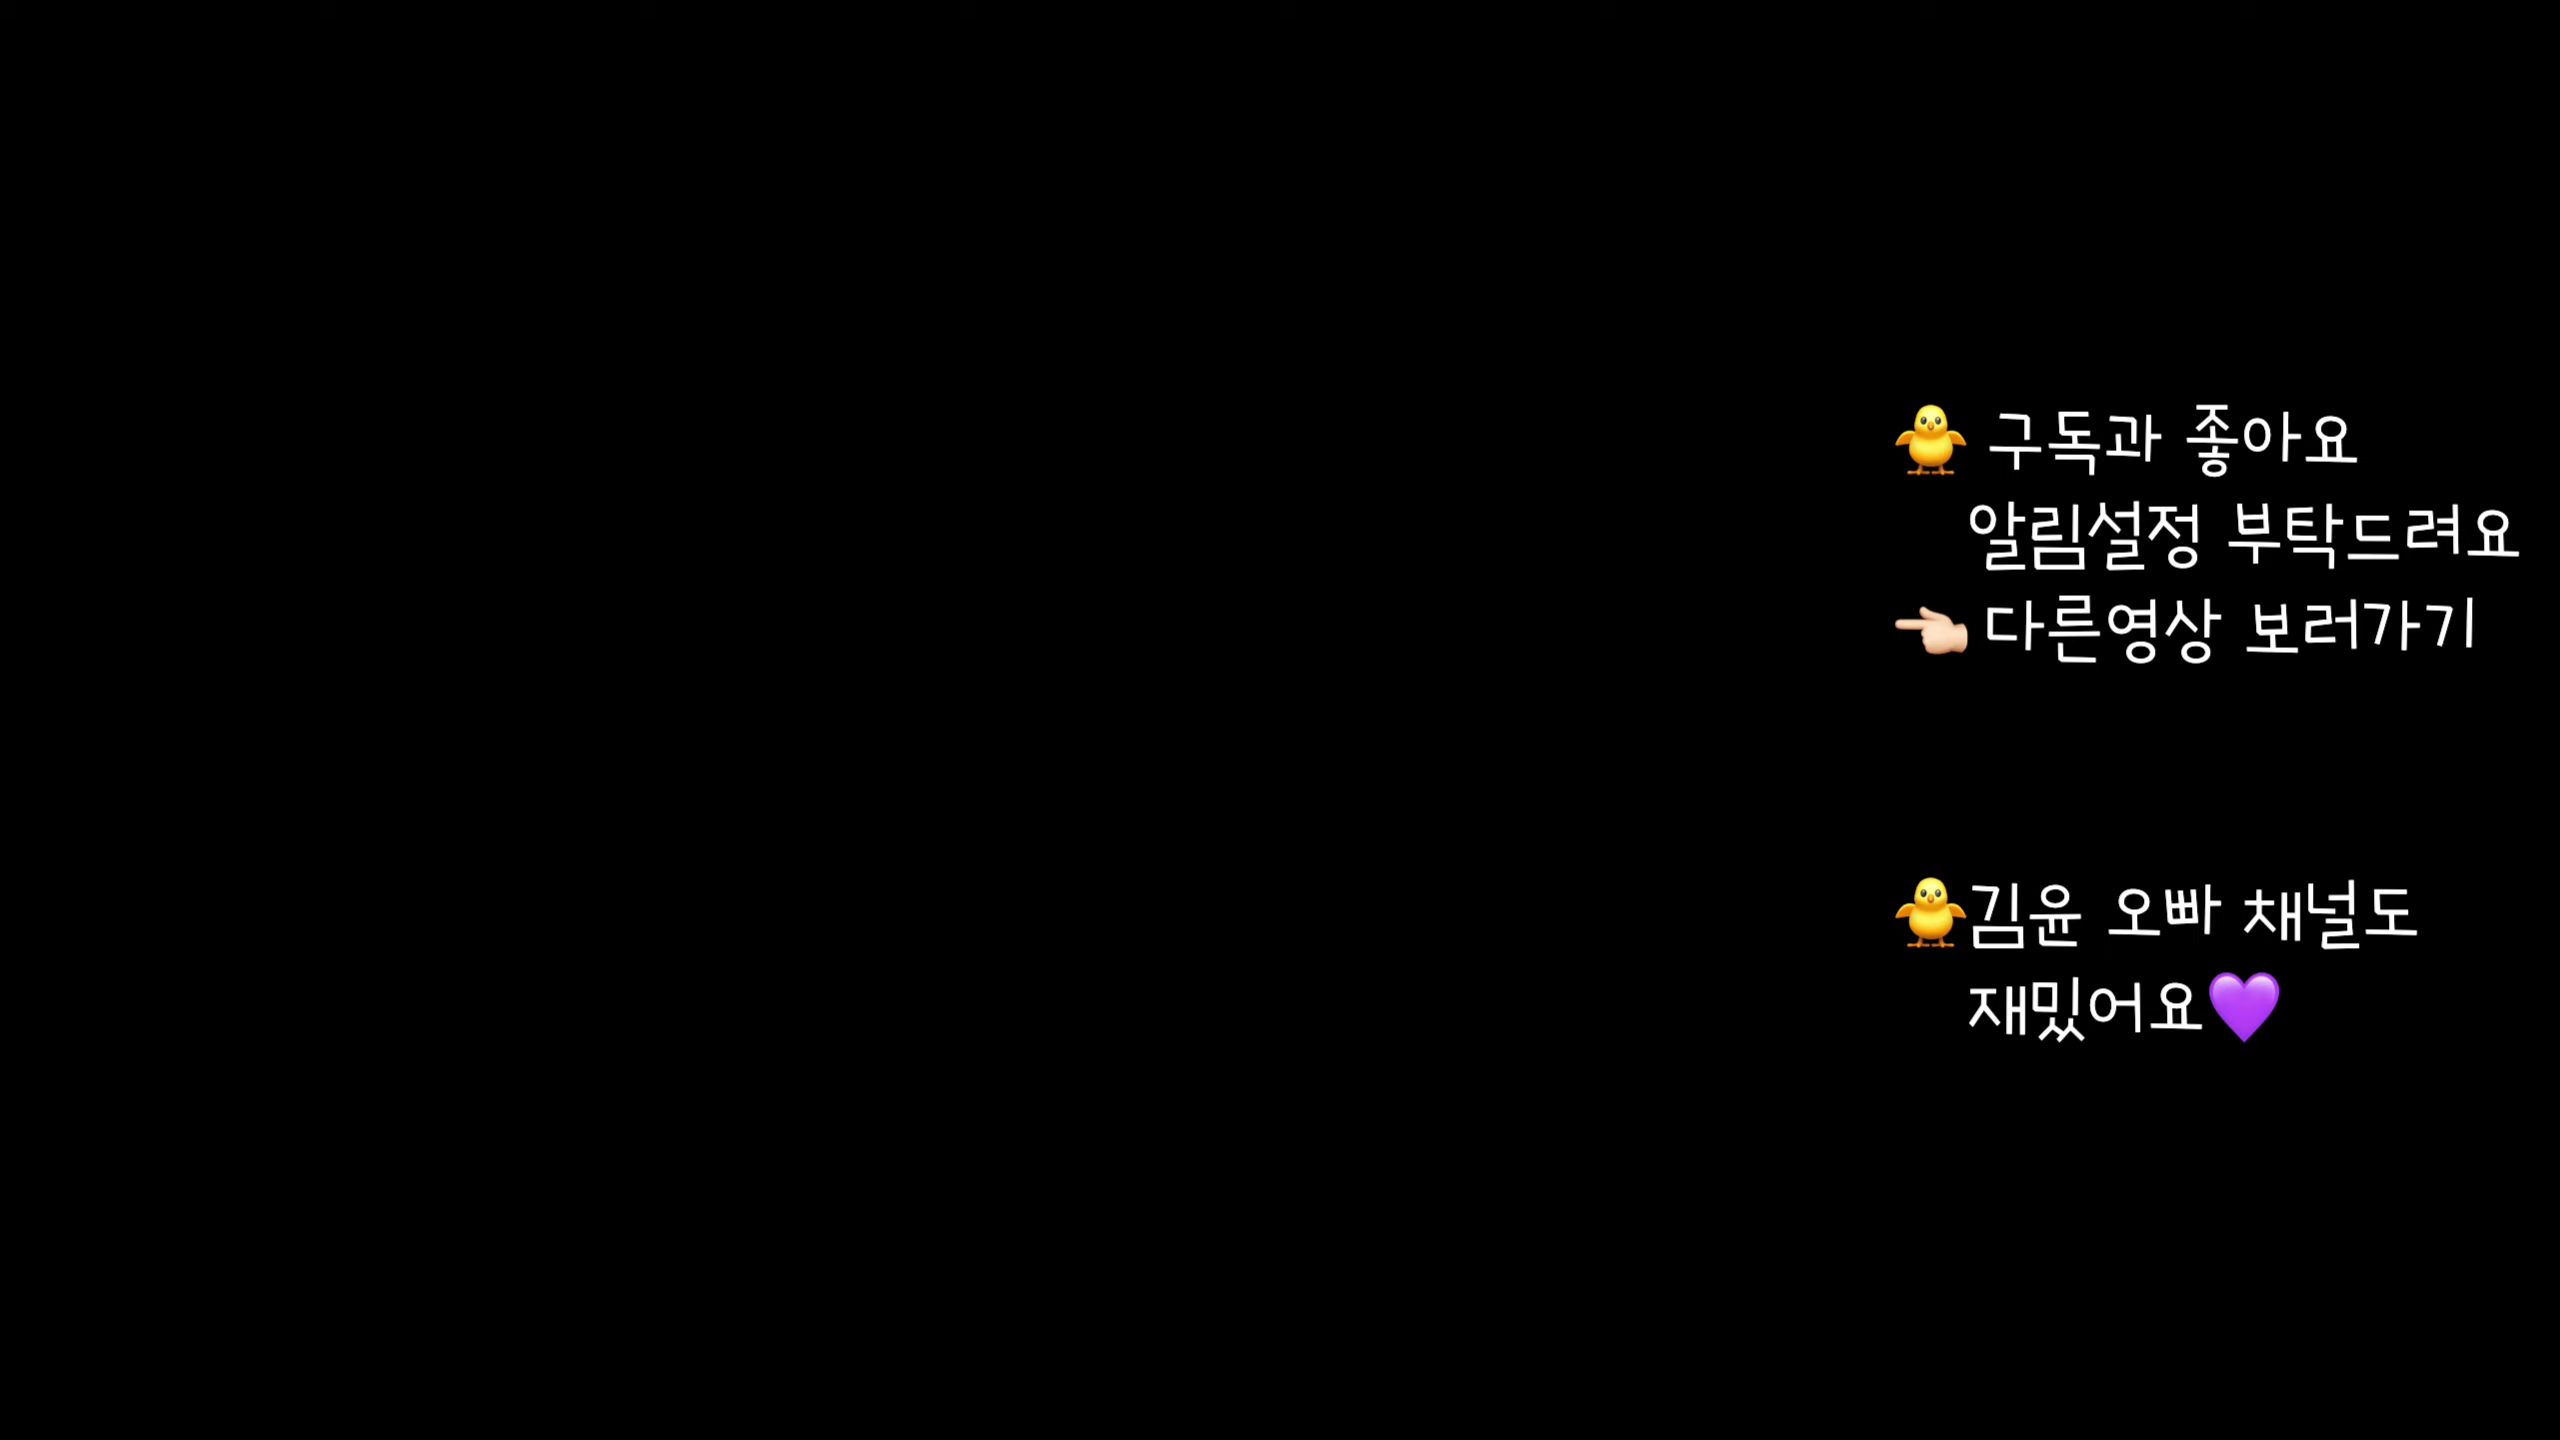 🐥 구독과 좋아요
알림설정 부탁드려요
👈🏻 다른영상 보러가기
🐥김윤 오빠 채널도
재밌어요💜